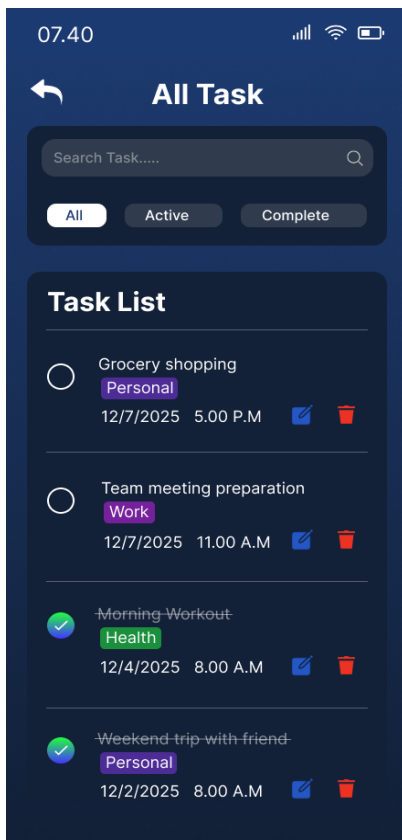 07.40
All Task
Search Task.....
All Active Complete
Task List
Grocery shopping
Personal
12/7/2025 5.00 P.M
Team meeting preparation
Work
12/7/2025 11.00 A.M
Morning Workout
Health
12/4/2025 8.00 A.M
Weekend trip with friend
Personal
12/2/2025 8.00 A.M